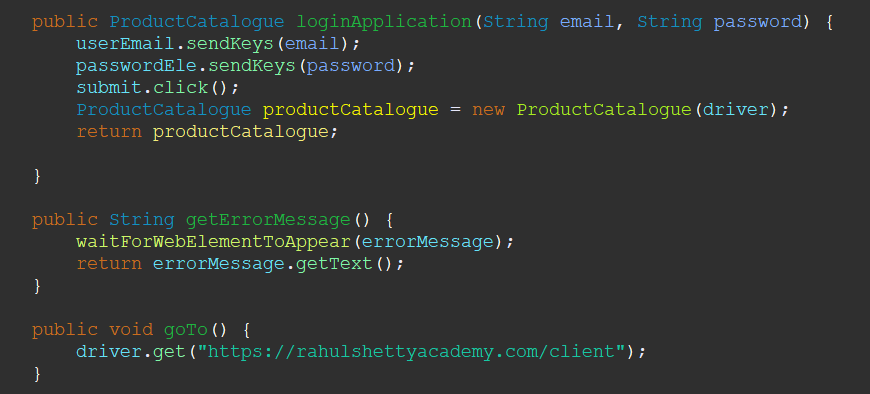 public ProductCatalogue loginApplication(String email, String password) {
userEmail.sendKeys(email);
passwordEle.sendKeys(password);
submit.click();
ProductCatalogue productCatalogue = new ProductCatalogue(driver);
return productCatalogue;
}
public String getErrorMessage() {
waitForWebElementToAppear(errorMessage);
return errorMessage.getText();
}
public void goTo() {
driver.get("https://rahulshettyacademy.com/client");
}